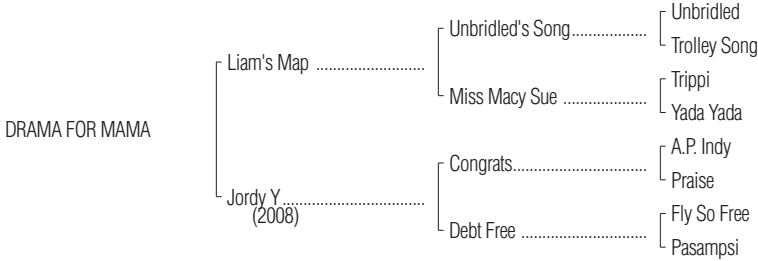 Unbridled
Unbridled's Song..................
Trolley Song
Liam's Map ..........................
Trippi
Miss Macy Sue ....................
Yada Yada
DRAMA FOR MAMA
A.P. Indy
Congrats................................
Praise
Jordy Y..................................
(2008)
Fly So Free
Debt Free ..............................
Pasampsi